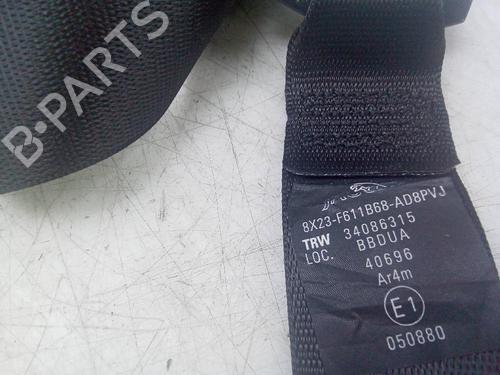 B·PARTS
8X23-F611B68-AD8PVJ
TRW 34086315
LOC. BBDUA
40696
Ar4m
E1
050880